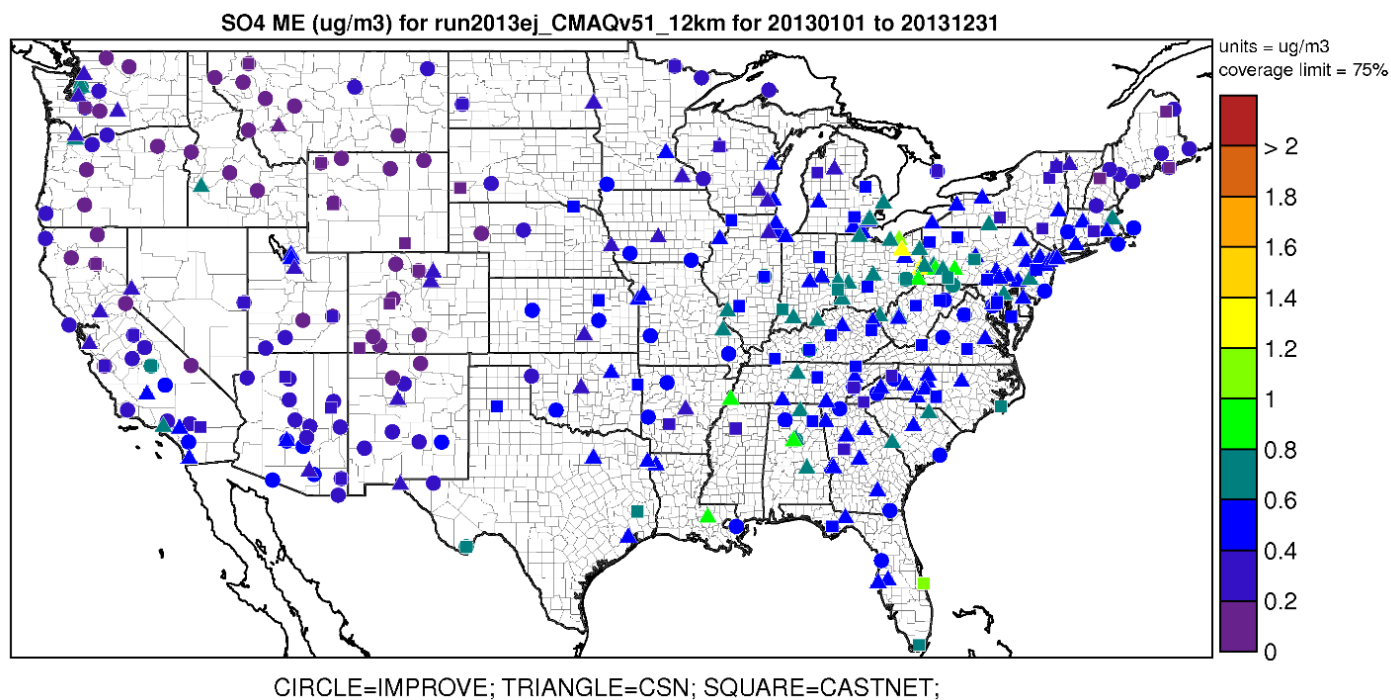 SO4 ME (ug/m3) for run2013ej_CMAQv51_12km for 20130101 to 20131231
units = ug/m3
coverage limit = 75%
> 2
1.8
1.6
1.4
1.2
1
0.8
0.6
0.4
0.2
0
CIRCLE=IMPROVE; TRIANGLE=CSN; SQUARE=CASTNET;